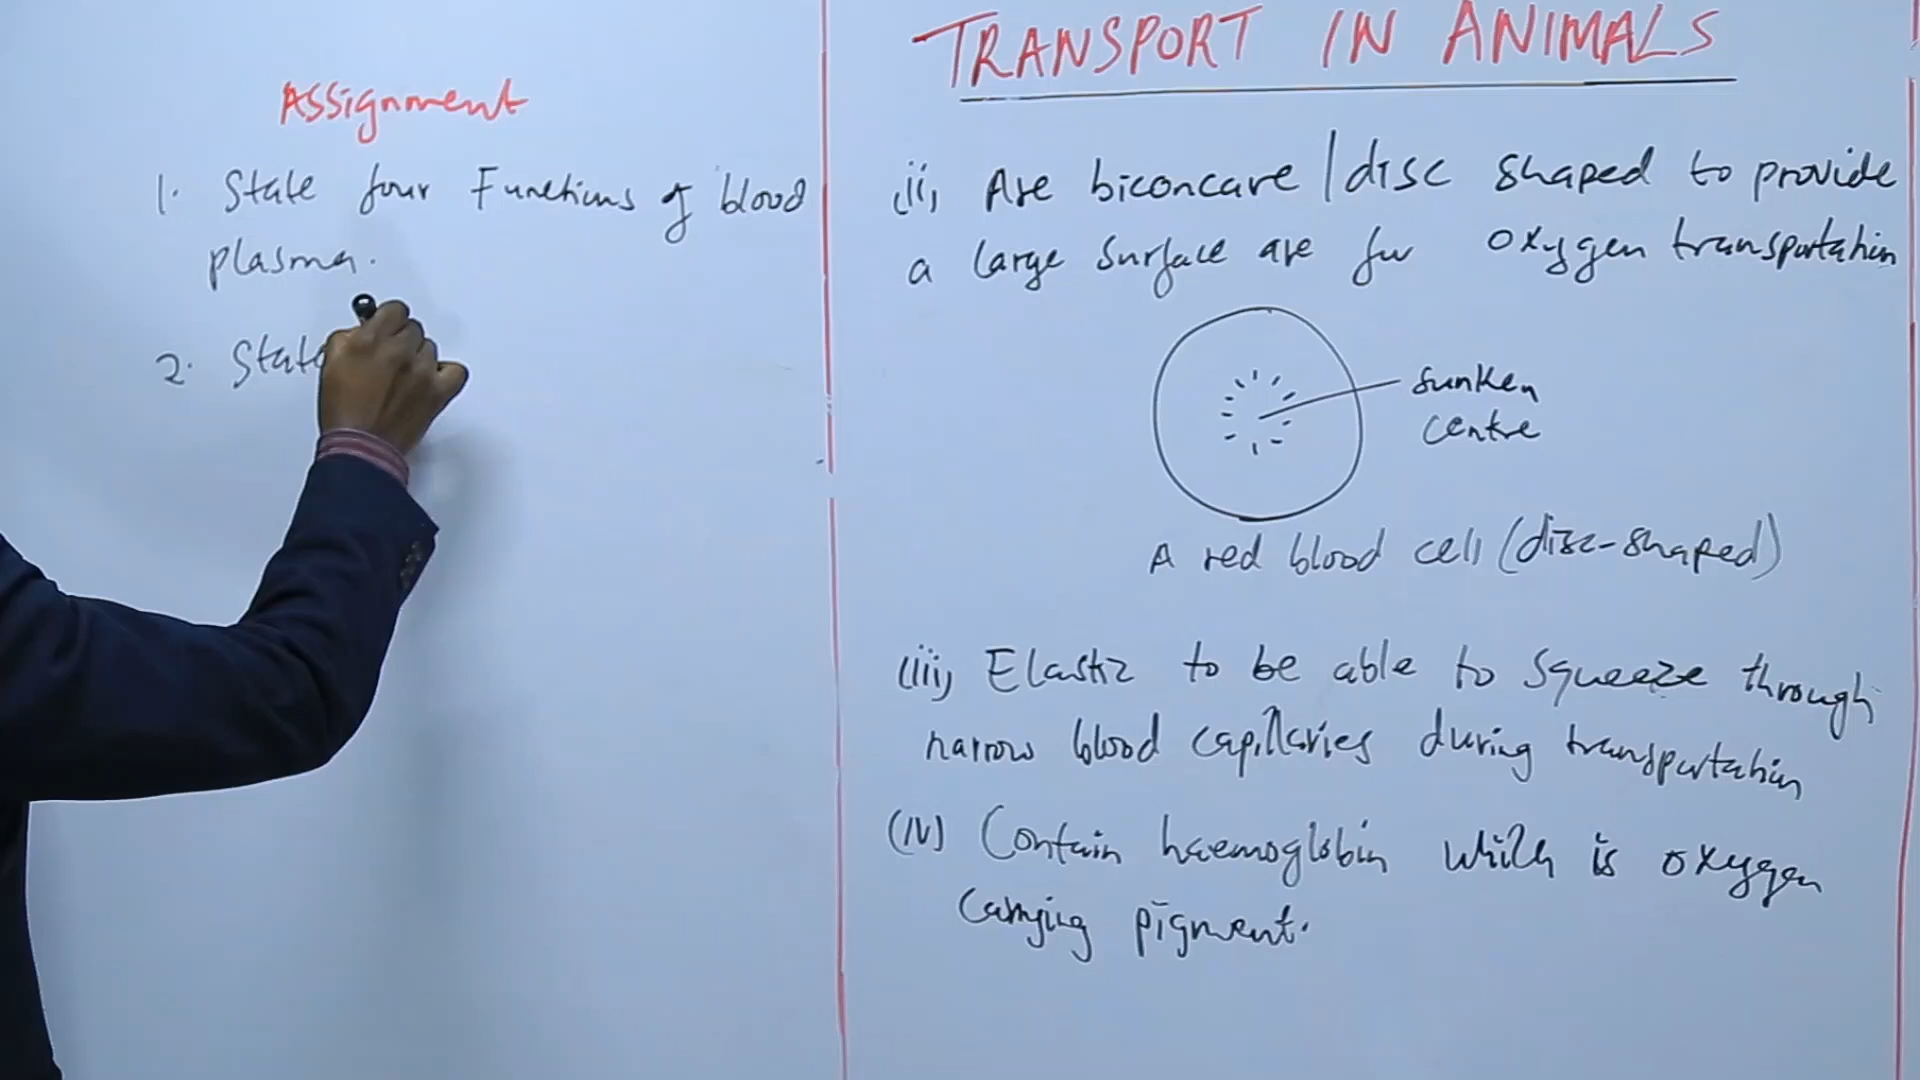 Assignment
1. State four Functions of blood
plasma.
2. State
TRANSPORT IN ANIMALS
(ii) Are biconcave/disc shaped to provide
a large surface are for oxygen transportation
sunken
centre
A red blood cell (disc-shaped)
(iii) Elastic to be able to squeeze through
narrow blood capillaries during transportation
(iv) Contain haemoglobin which is oxygen
carrying pigment.